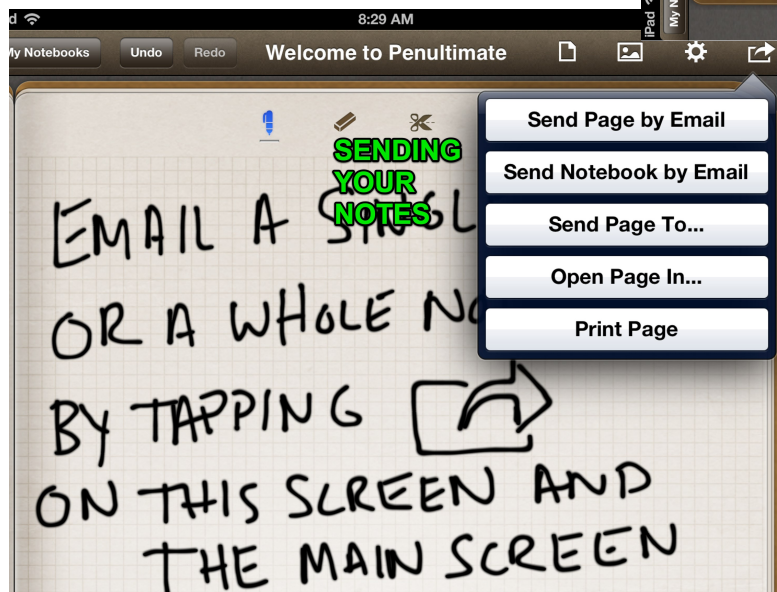 d 8:29 AM
iPad
My N
My Notebooks Undo Redo Welcome to Penultimate
Send Page by Email
Send Notebook by Email
Send Page To...
Open Page In...
Print Page
SENDING
YOUR
NOTES
EMAIL A SINGL
OR A WHOLE NO
BY TAPPING
ON THIS SCREEN AND
THE MAIN SCREEN